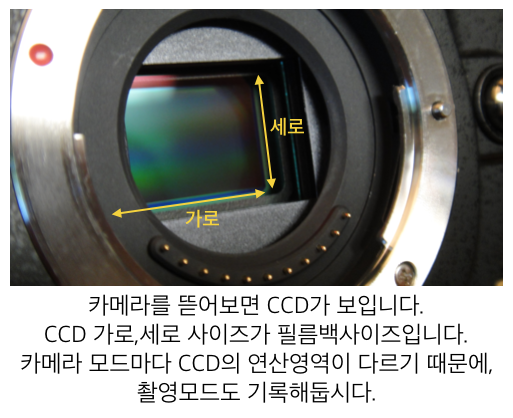 세로
가로
카메라를 뜯어보면 CCD가 보입니다.
CCD 가로,세로 사이즈가 필름백사이즈입니다.
카메라 모드마다 CCD의 연산영역이 다르기 때문에,
촬영모드도 기록해둡시다.